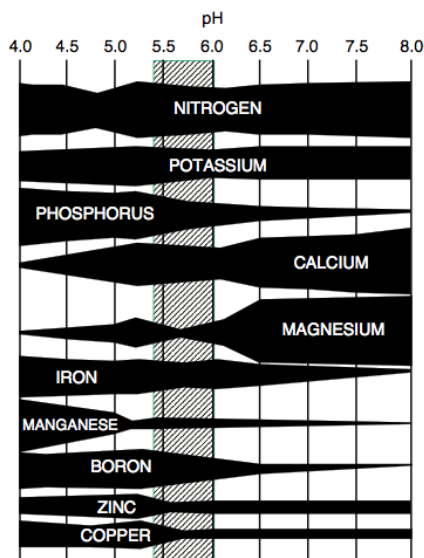 pH
4.0 4.5 5.0 5.5 6.0 6.5 7.0 7.5 8.0
NITROGEN
POTASSIUM
PHOSPHORUS
CALCIUM
MAGNESIUM
IRON
MANGANESE
BORON
ZINC
COPPER